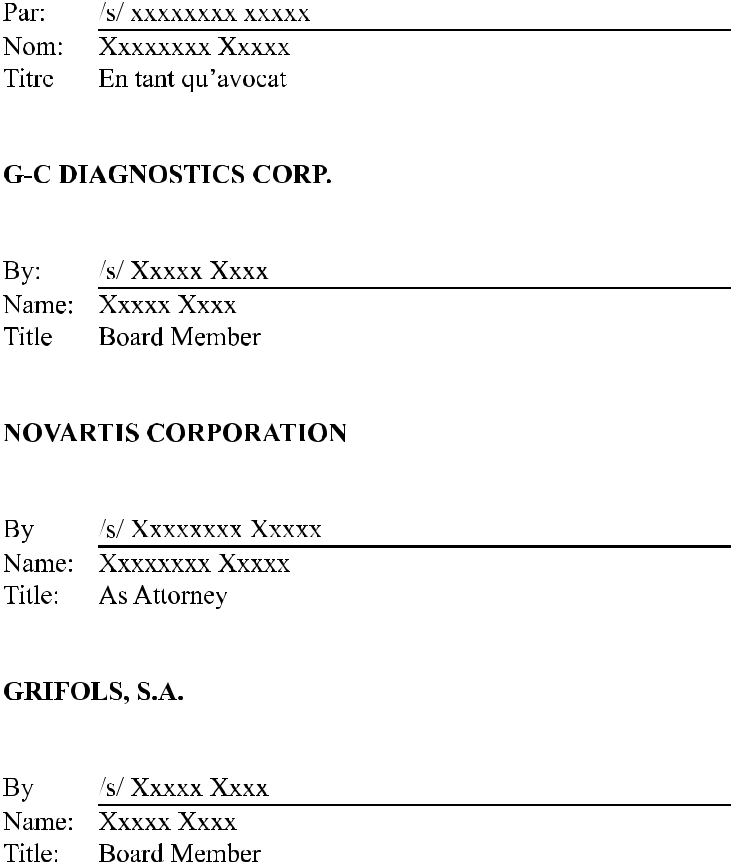 Par: /s/ xxxxxxxx xxxxx
Nom: Xxxxxxxx Xxxxx
Titre En tant qu’avocat
G-C DIAGNOSTICS CORP.
By: /s/ Xxxxx Xxxx
Name: Xxxxx Xxxx
Title Board Member
NOVARTIS CORPORATION
By /s/ Xxxxxxxx Xxxxx
Name: Xxxxxxxx Xxxxx
Title: As Attorney
GRIFOLS, S.A.
By /s/ Xxxxx Xxxx
Name: Xxxxx Xxxx
Title: Board Member